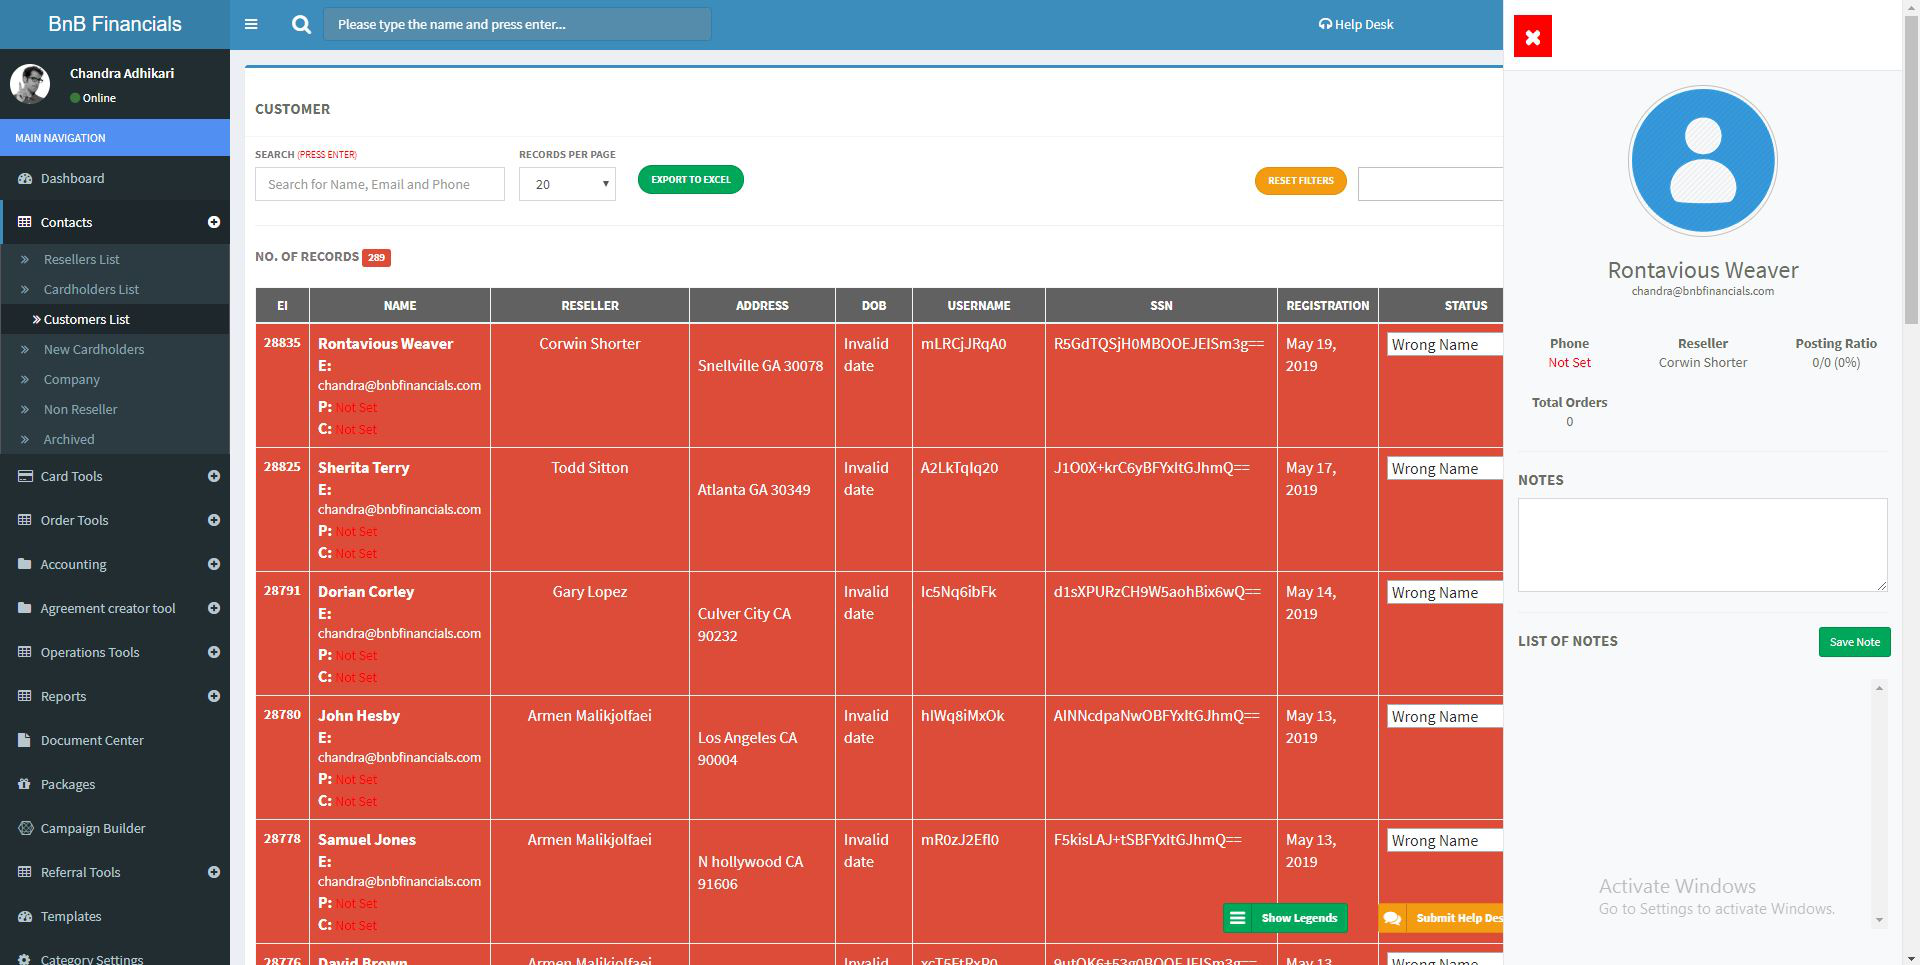 BnB Financials
Please type the name and press enter...
Help Desk
Chandra Adhikari
Online
MAIN NAVIGATION
Dashboard
Contacts
Resellers List
Cardholders List
Customers List
New Cardholders
Company
Non Reseller
Archived
Card Tools
Order Tools
Accounting
Agreement creator tool
Operations Tools
Reports
Document Center
Packages
Campaign Builder
Referral Tools
Templates
Category Settings
CUSTOMER
SEARCH (PRESS ENTER)
Search for Name, Email and Phone
RECORDS PER PAGE
20
EXPORT TO EXCEL
RESET FILTERS
NO. OF RECORDS 289
EI NAME RESELLER ADDRESS DOB USERNAME SSN REGISTRATION STATUS
28835 Rontavious Weaver Corwin Shorter Invalid mLRCjJRqA0 R5GdTQSjH0MBOOEJEISm3g== May 19, Wrong Name
E: Snellville GA 30078 date 2019
chandra@bnbfinancials.com
P: Not Set
C: Not Set
28825 Sherita Terry Todd Sitton Invalid A2LkTqIq20 J1O0X+krC6yBFYxItGJhmQ== May 17, Wrong Name
E: Atlanta GA 30349 date 2019
chandra@bnbfinancials.com
P: Not Set
C: Not Set
28791 Dorian Corley Gary Lopez Invalid Ic5Nq6ibFk d1sXPURzCH9W5aohBix6wQ== May 14, Wrong Name
E: Culver City CA date 2019
chandra@bnbfinancials.com 90232
P: Not Set
C: Not Set
28780 John Hesby Armen Malikjolfaei Invalid hIWq8iMxOk AINNcdpaNwOBFYxItGJhmQ== May 13, Wrong Name
E: Los Angeles CA date 2019
chandra@bnbfinancials.com 90004
P: Not Set
C: Not Set
28778 Samuel Jones Armen Malikjolfaei Invalid mR0zJ2Efl0 F5kisLAJ+tSBFYxItGJhmQ== May 13, Wrong Name
E: N hollywood CA date 2019
chandra@bnbfinancials.com 91606
P: Not Set
C: Not Set
28776 David Brown Armen Malikjolfaei Invalid May 13, Wrong Name
Show Legends
Submit Help Des
Rontavious Weaver
chandra@bnbfinancials.com
Phone Reseller Posting Ratio
Not Set Corwin Shorter 0/0 (0%)
Total Orders
0
NOTES
LIST OF NOTES
Save Note
Activate Windows
Go to Settings to activate Windows.